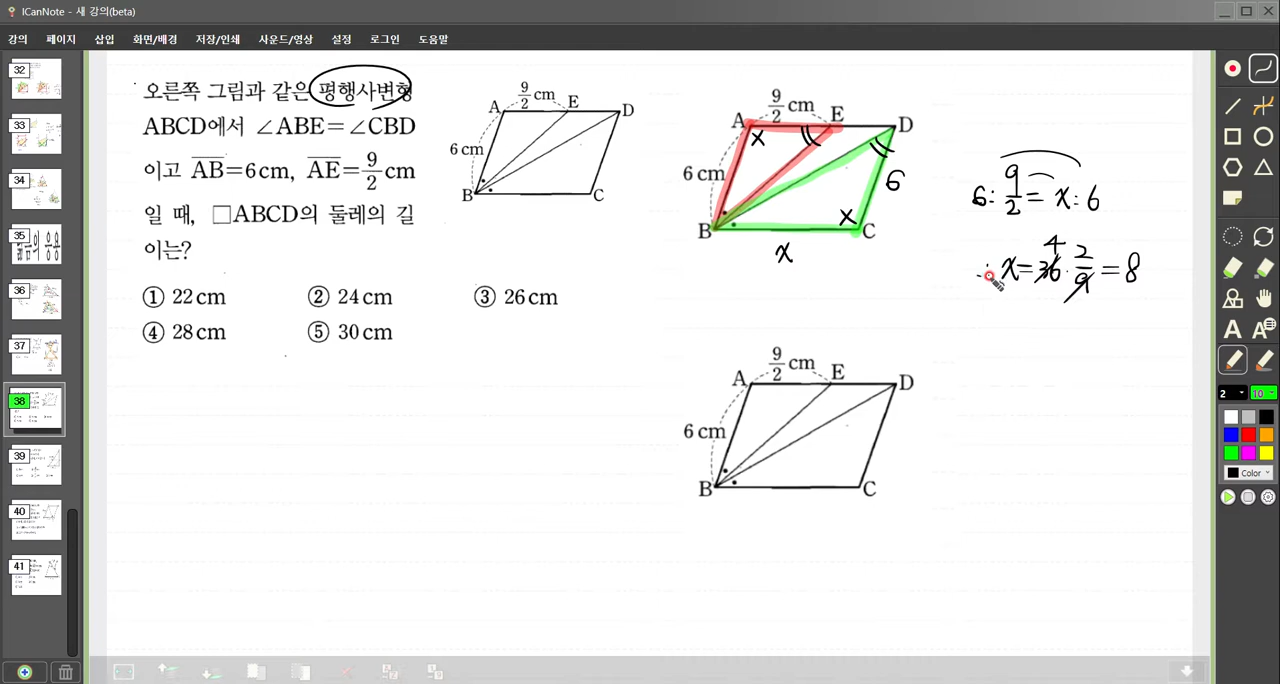 ICanNote - 새 강의(beta)
강의 페이지 삽입 화면/배경 저장/인쇄 사운드/영상 설정 로그인 도움말
32
33
34
35
36
37
38
39
40
41
오른쪽 그림과 같은 평행사변형
ABCD에서 ∠ABE=∠CBD
이고 AB=6cm, AE=9/2 cm
일 때, □ABCD의 둘레의 길
이는?
① 22cm ② 24cm ③ 26cm
④ 28cm ⑤ 30cm
9/2 cm
A E D
6cm
B C
9/2 cm
A E D
x
6cm 6
x
B C
x
6 : 9/2 = x : 6
∴ x = 36 · 2/9 = 8
4
9/2 cm
A E D
6cm
B C
2 10
Color